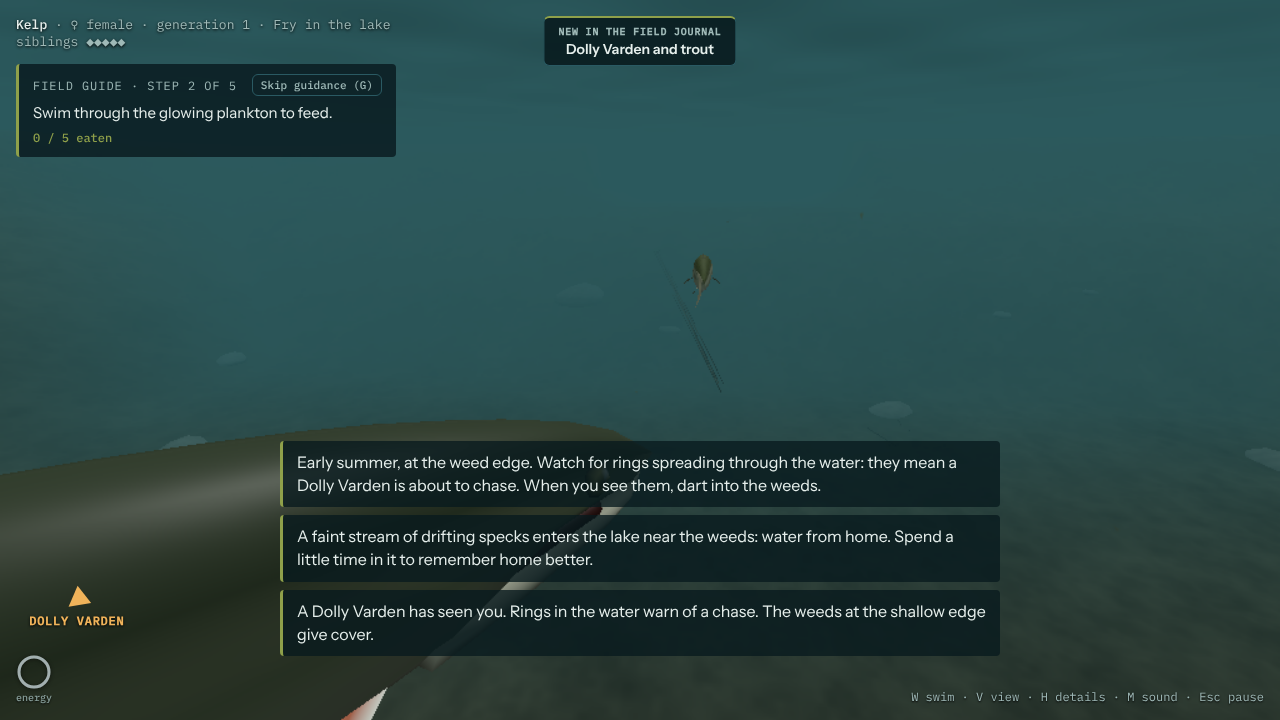 Kelp · ♀ female · generation 1 · Fry in the lake
siblings ◆◆◆◆◆
NEW IN THE FIELD JOURNAL
Dolly Varden and trout
FIELD GUIDE · STEP 2 OF 5
Skip guidance (G)
Swim through the glowing plankton to feed.
0 / 5 eaten
Early summer, at the weed edge. Watch for rings spreading through the water: they mean a
Dolly Varden is about to chase. When you see them, dart into the weeds.
A faint stream of drifting specks enters the lake near the weeds: water from home. Spend a
little time in it to remember home better.
A Dolly Varden has seen you. Rings in the water warn of a chase. The weeds at the shallow edge
give cover.
DOLLY VARDEN
energy
W swim · V view · H details · M sound · Esc pause